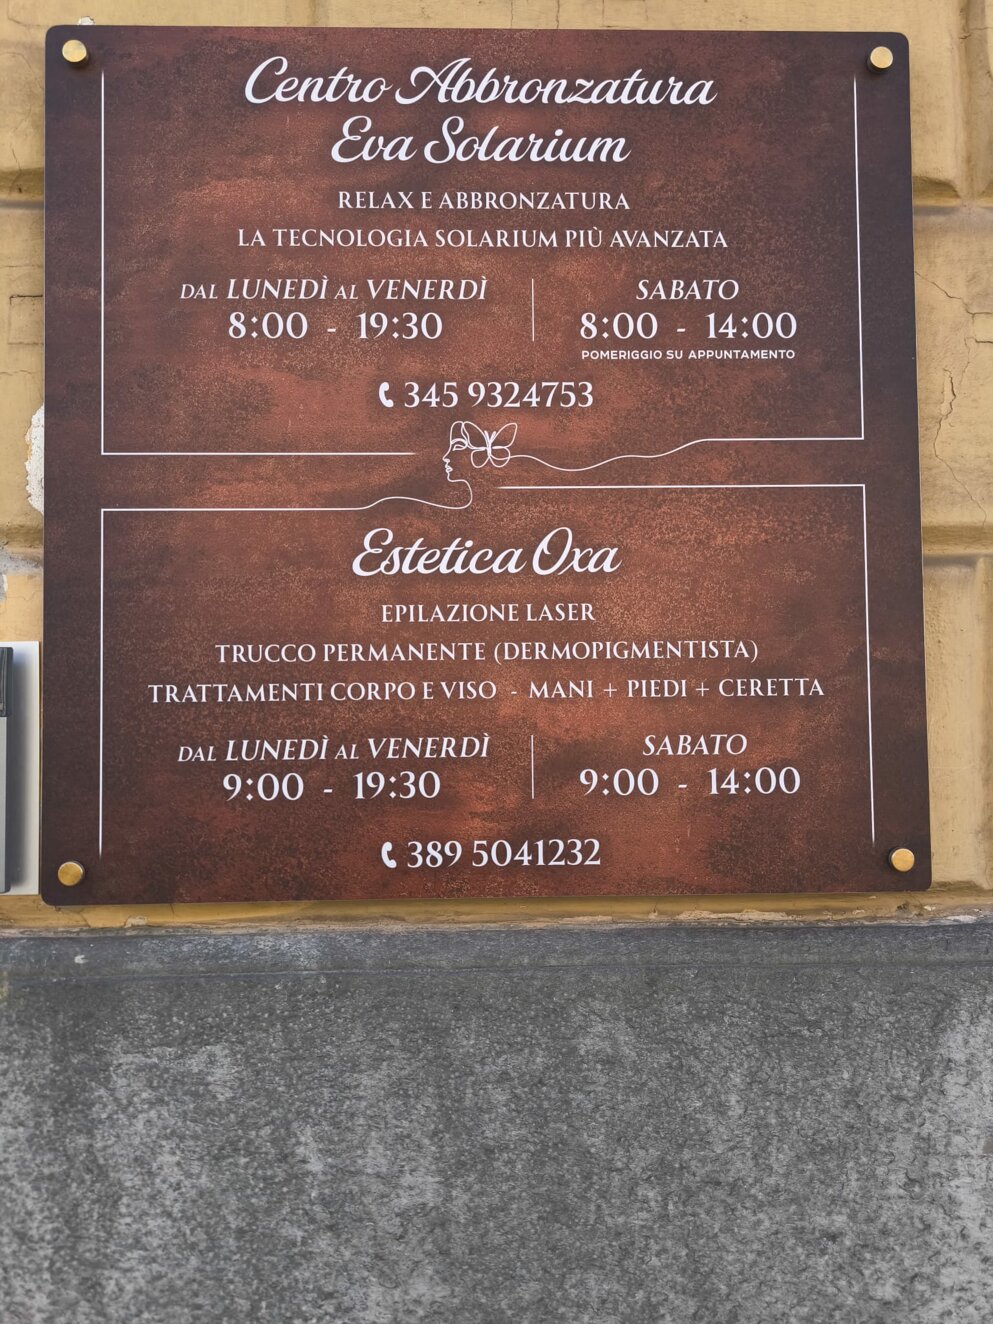 Centro Abbronzatura
Eva Solarium
RELAX E ABBRONZATURA
LA TECNOLOGIA SOLARIUM PIÙ AVANZATA
DAL LUNEDÌ AL VENERDÌ
8:00 - 19:30
SABATO
8:00 - 14:00
POMERIGGIO SU APPUNTAMENTO
345 9324753
Estetica Oxa
EPILAZIONE LASER
TRUCCO PERMANENTE (DERMOPIGMENTISTA)
TRATTAMENTI CORPO E VISO - MANI + PIEDI + CERETTA
DAL LUNEDÌ AL VENERDÌ
9:00 - 19:30
SABATO
9:00 - 14:00
389 5041232